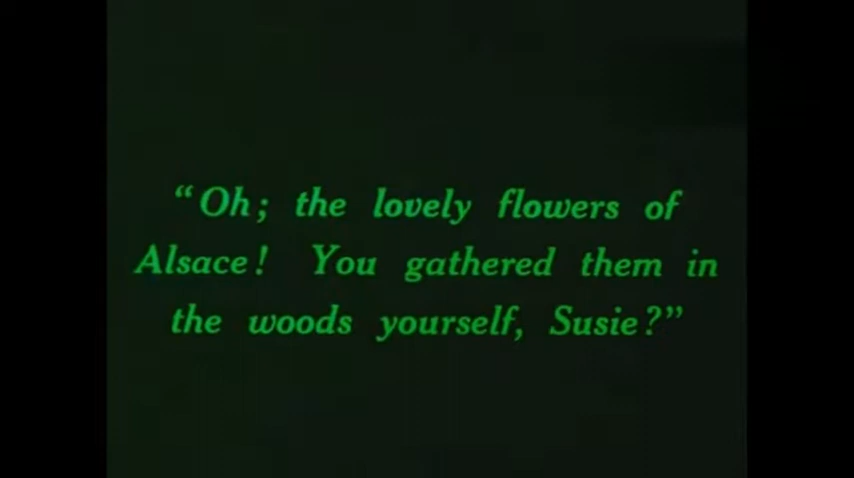 “Oh; the lovely flowers of
Alsace! You gathered them in
the woods yourself, Susie?”